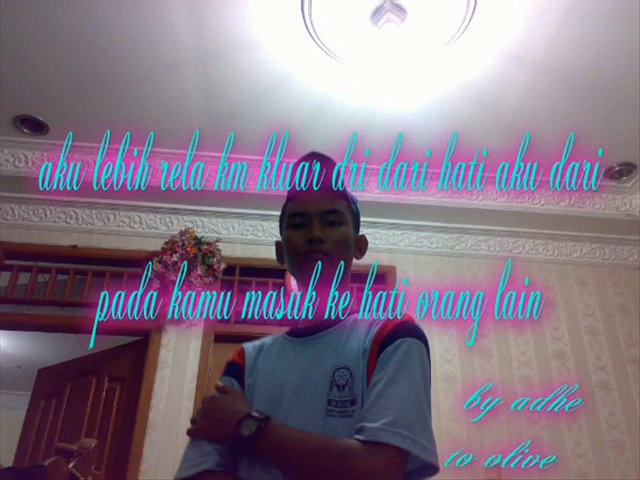 aku lebih rela km kluar dri dari hati aku dari
pada kamu masak ke hati orang lain
by adhe
to olive